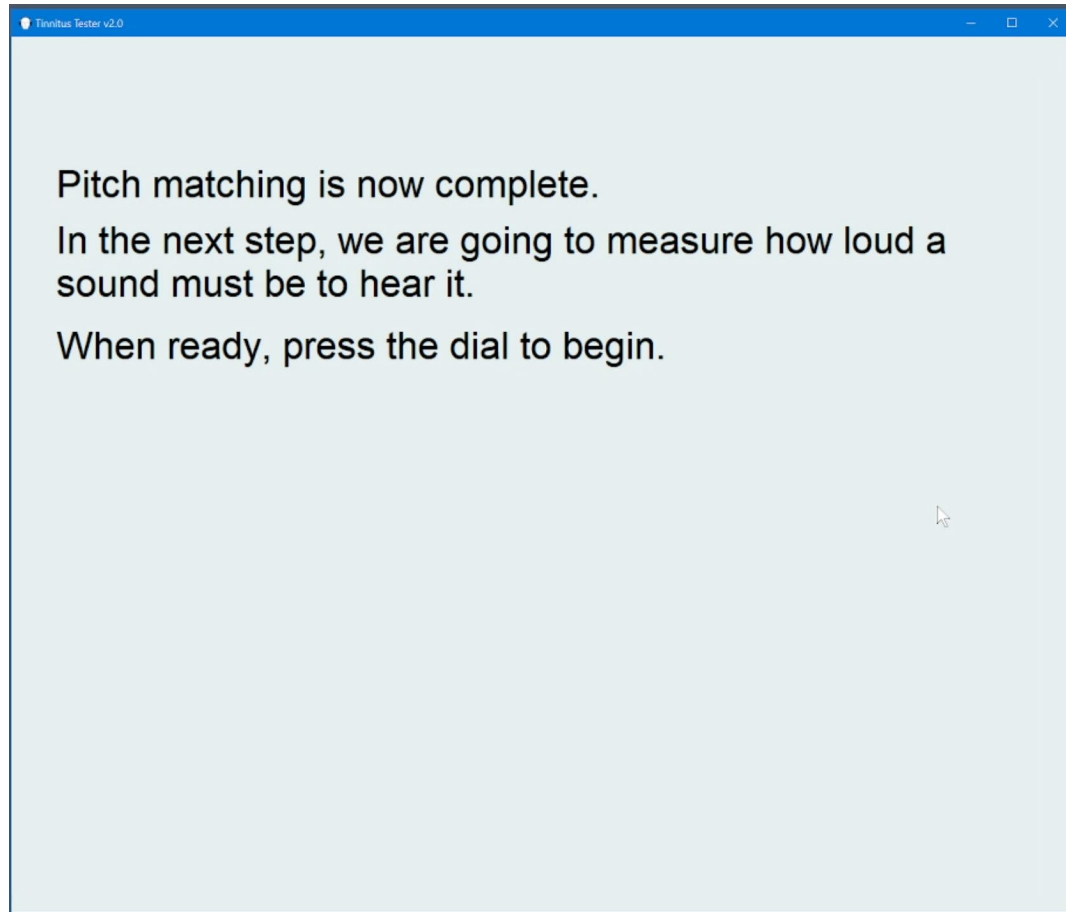 Tinnitus Tester v2.0
Pitch matching is now complete.
In the next step, we are going to measure how loud a
sound must be to hear it.
When ready, press the dial to begin.